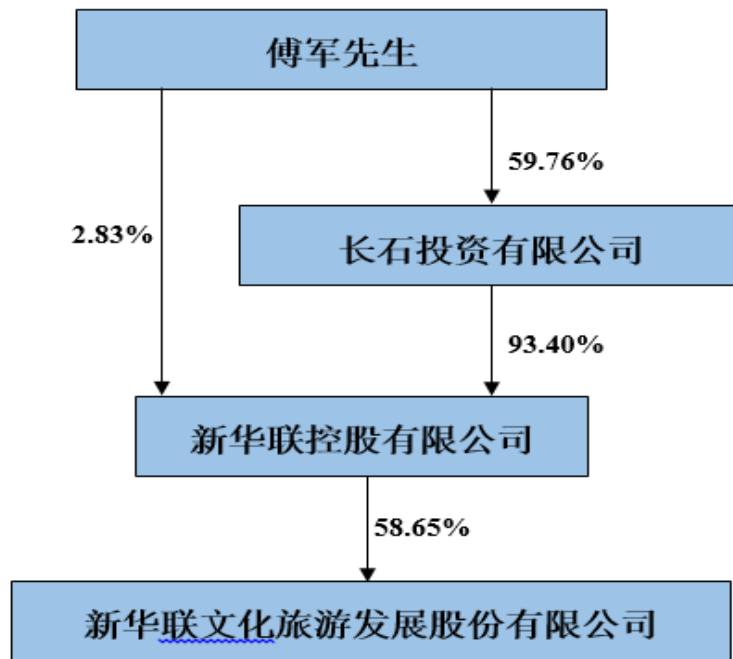 傅军先生
59.76%
2.83%
长石投资有限公司
93.40%
新华联控股有限公司
58.65%
新华联文化旅游发展股份有限公司